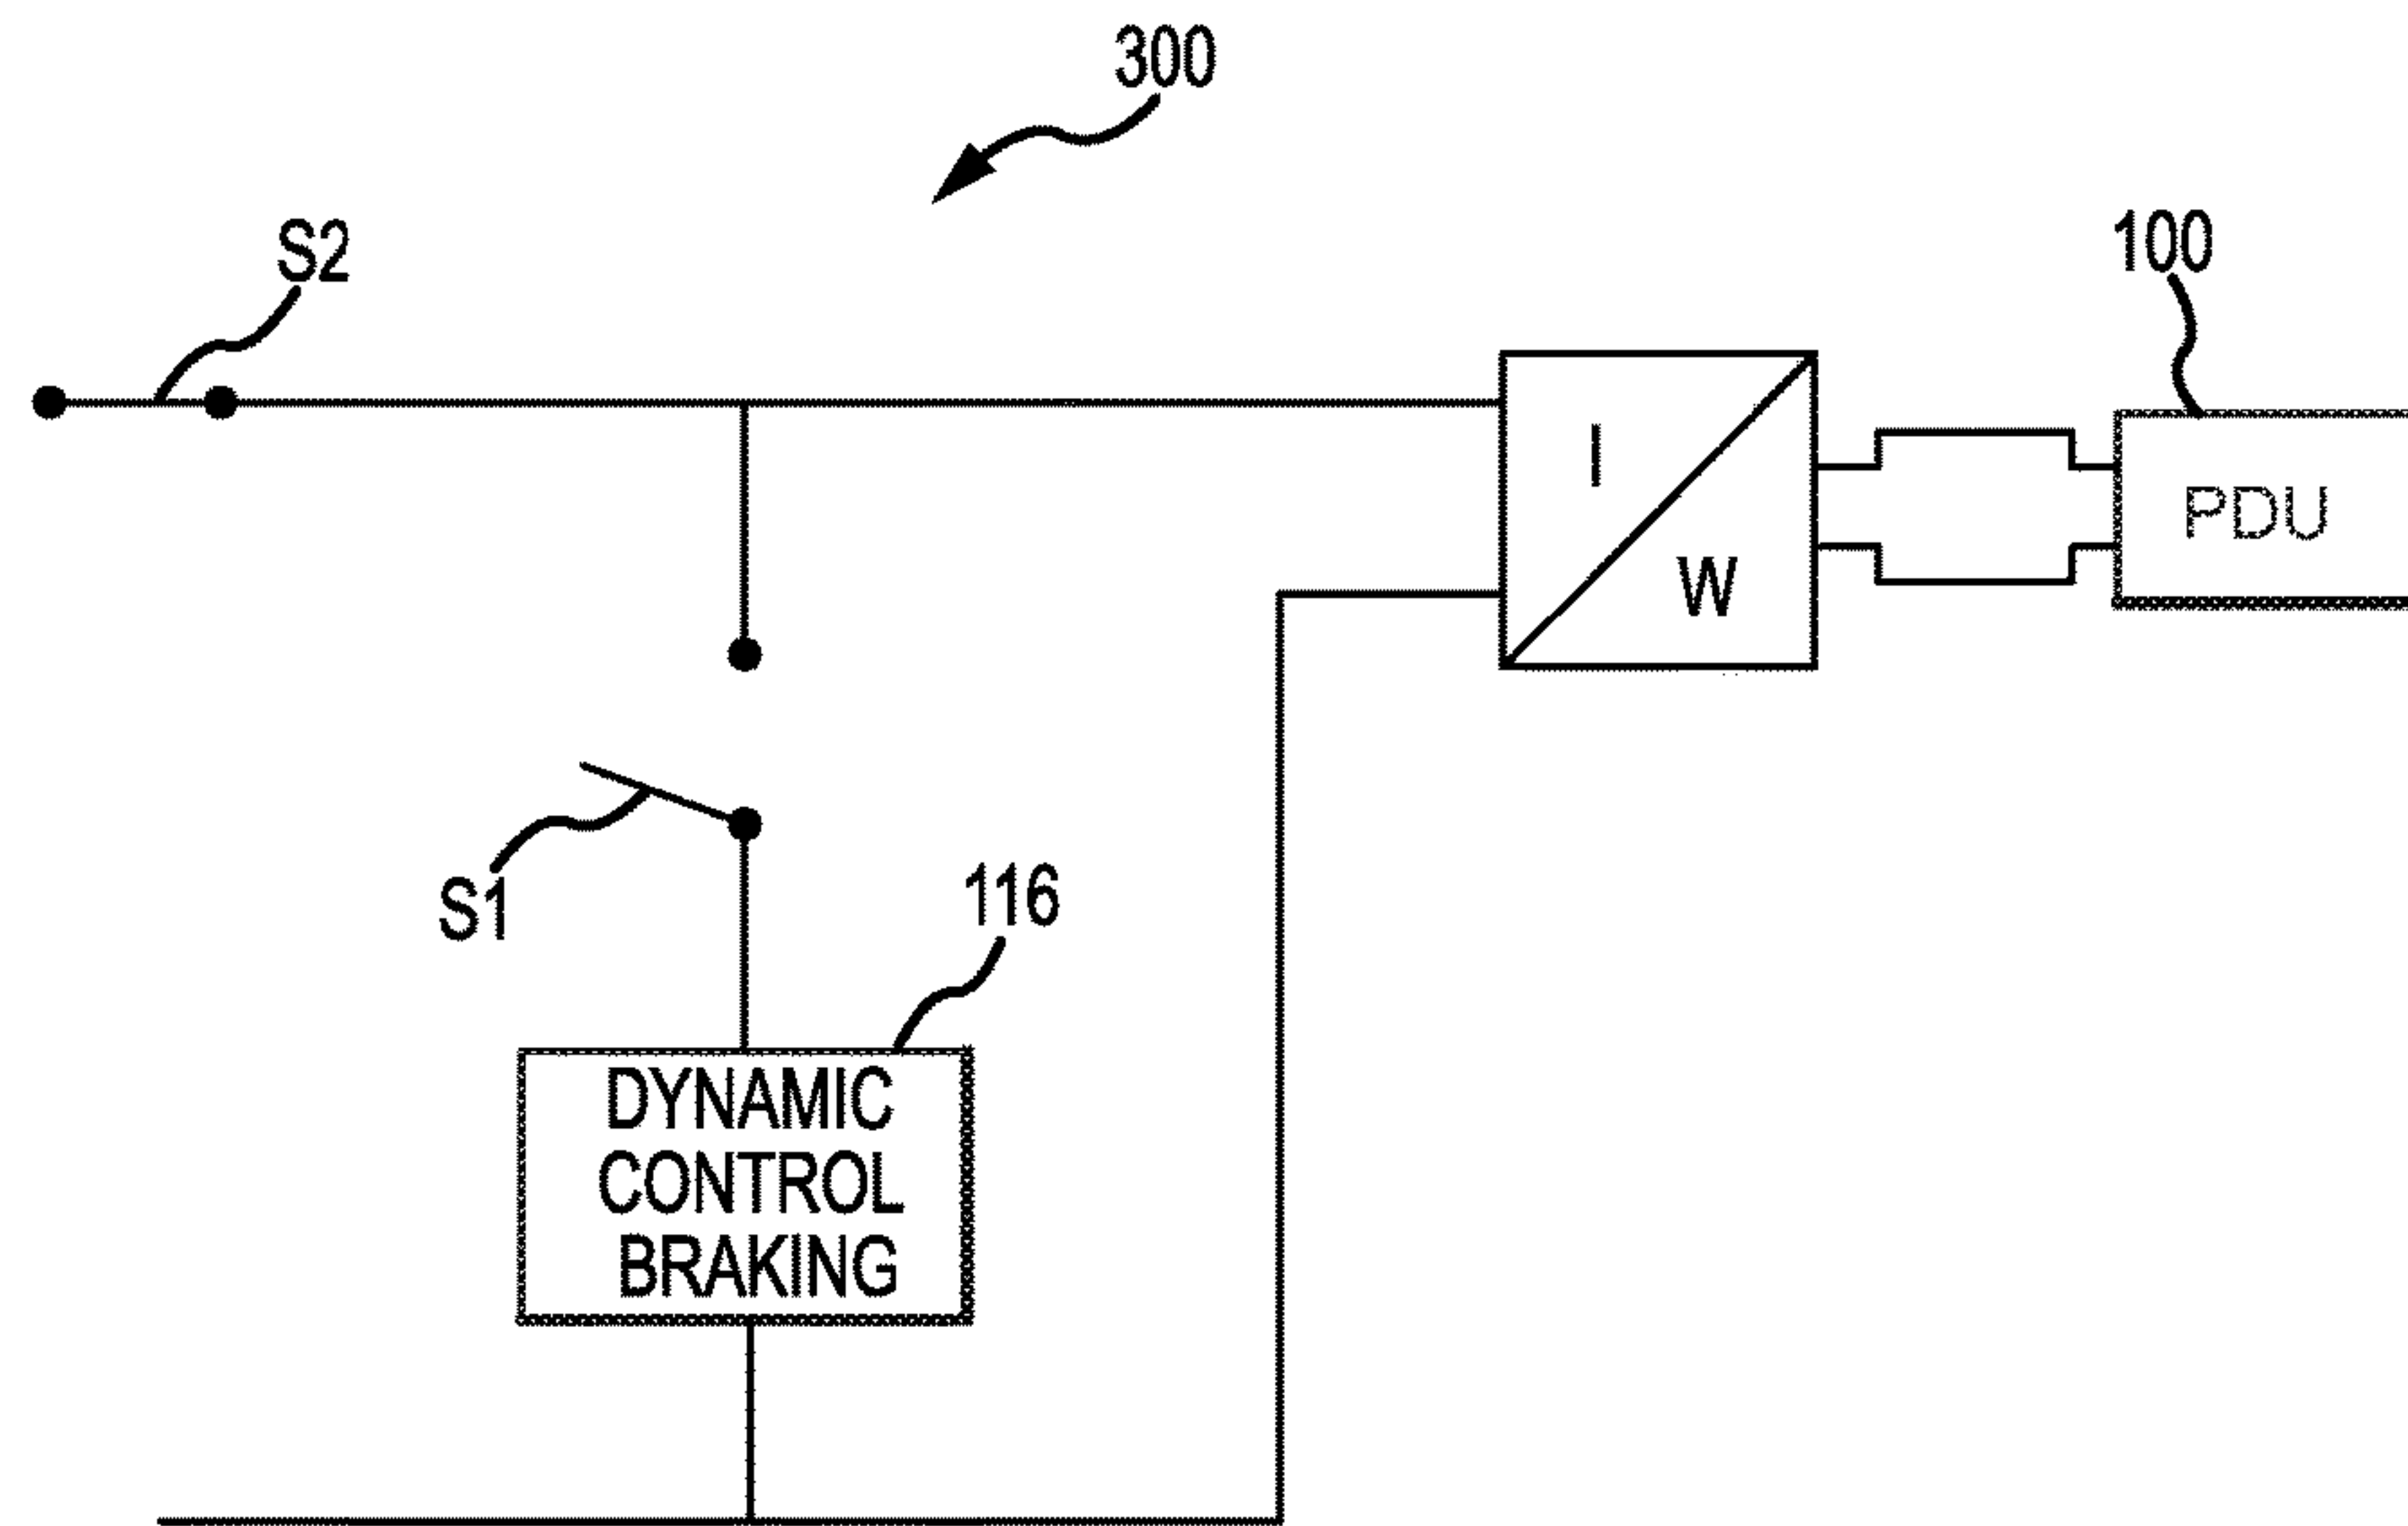 300
S2
100
I
W
PDU
S1
116
DYNAMIC
CONTROL
BRAKING